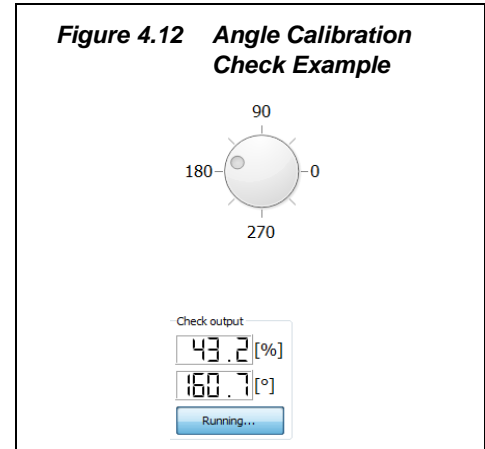 Figure 4.12 Angle Calibration
Check Example
90
180
0
270
Check output
43.2 [%]
160.7 [°]
Running...